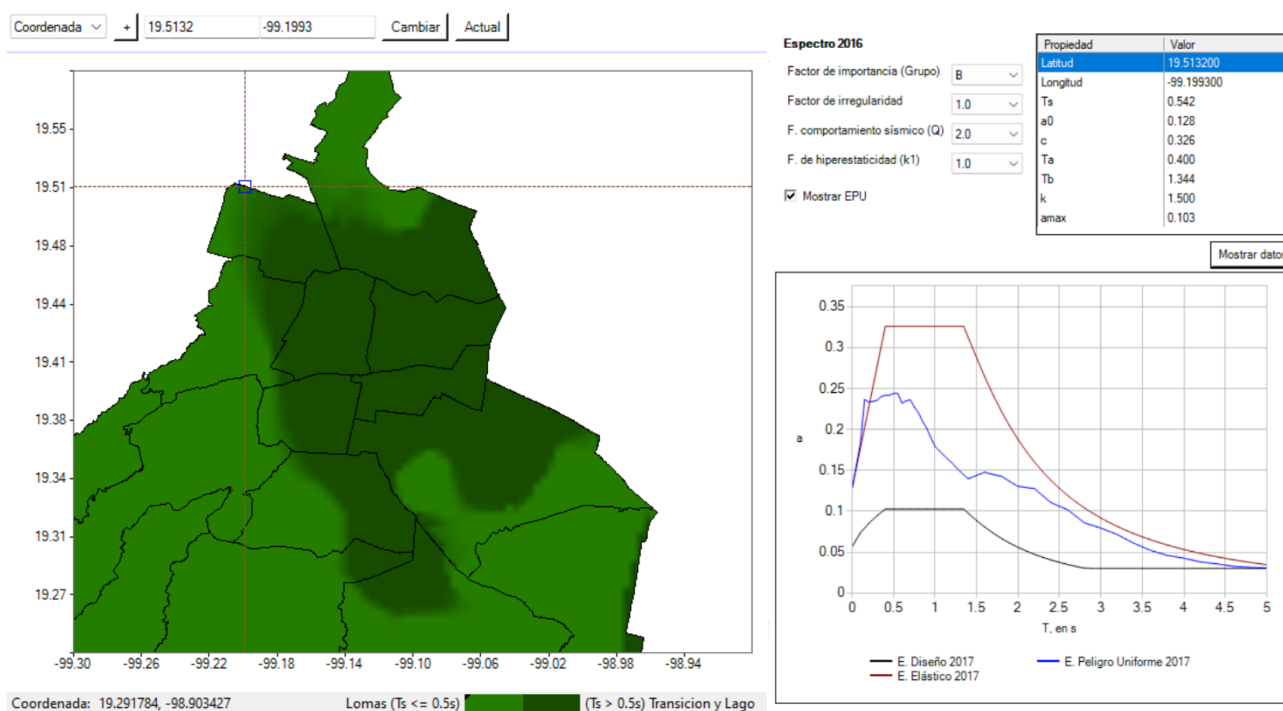 Coordenada + 19.5132 -99.1993 Cambiar Actual
19.55
19.51
19.48
19.44
19.41
19.38
19.34
19.31
19.27
-99.30 -99.26 -99.22 -99.18 -99.14 -99.10 -99.06 -99.02 -98.98 -98.94
Coordenada: 19.291784, -98.903427 Lomas (Ts <= 0.5s) (Ts > 0.5s) Transicion y Lago
Espectro 2016
Factor de importancia (Grupo) B
Factor de irregularidad 1.0
F. comportamiento sísmico (Q) 2.0
F. de hiperestaticidad (k1) 1.0
Mostrar EPU
Propiedad Valor
Latitud 19.513200
Longitud -99.199300
Ts 0.542
a0 0.128
c 0.326
Ta 0.400
Tb 1.344
k 1.500
amax 0.103
Mostrar datos
0.35
0.3
0.25
0.2
0.15
0.1
0.05
0
a
0 0.5 1 1.5 2 2.5 3 3.5 4 4.5 5
T, en s
E. Diseño 2017 E. Peligro Uniforme 2017
E. Elástico 2017